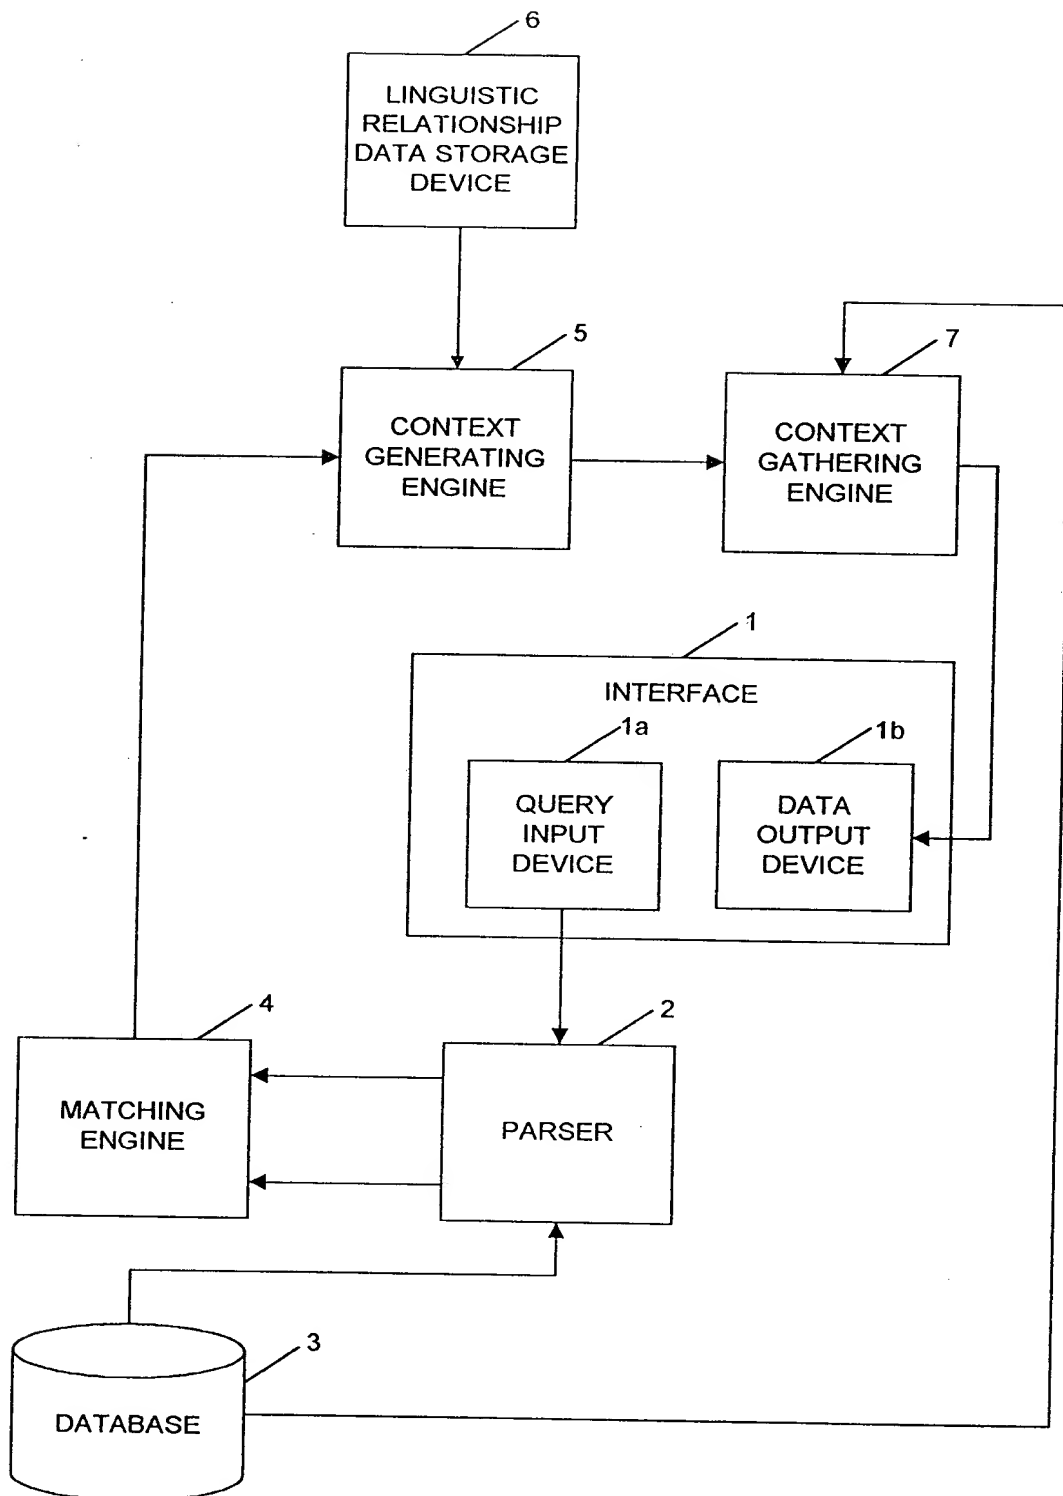 6
LINGUISTIC
RELATIONSHIP
DATA STORAGE
DEVICE
5
CONTEXT
GENERATING
ENGINE
7
CONTEXT
GATHERING
ENGINE
1
INTERFACE
1a
QUERY
INPUT
DEVICE
1b
DATA
OUTPUT
DEVICE
4
MATCHING
ENGINE
2
PARSER
3
DATABASE